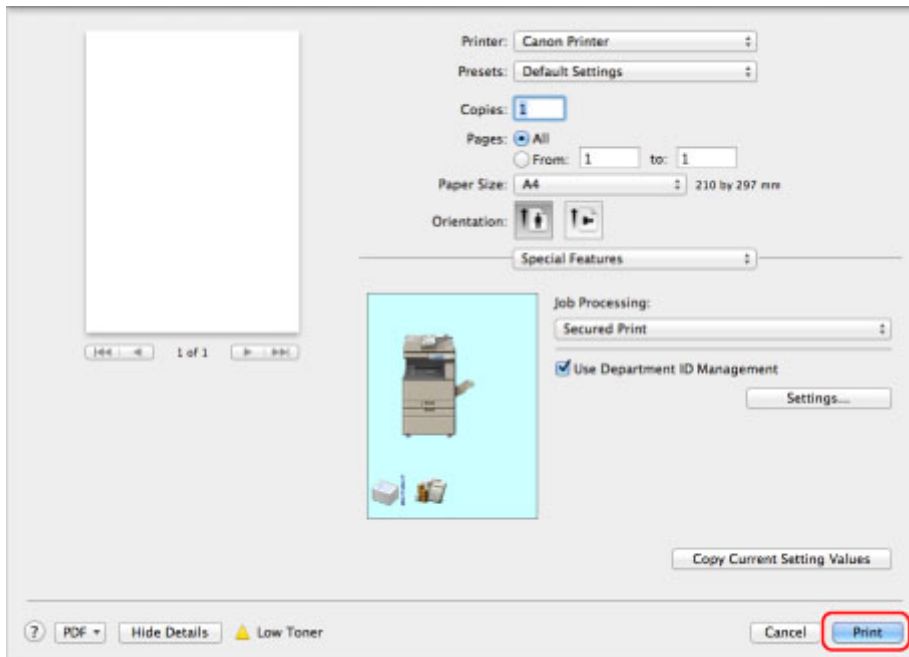 Printer: Canon Printer
Presets: Default Settings
Copies: 1
Pages: All
From: 1 to: 1
Paper Size: A4 210 by 297 mm
Orientation:
Special Features
Job Processing:
Secured Print
1 of 1
Use Department ID Management
Settings...
Copy Current Setting Values
? PDF Hide Details Low Toner Cancel Print